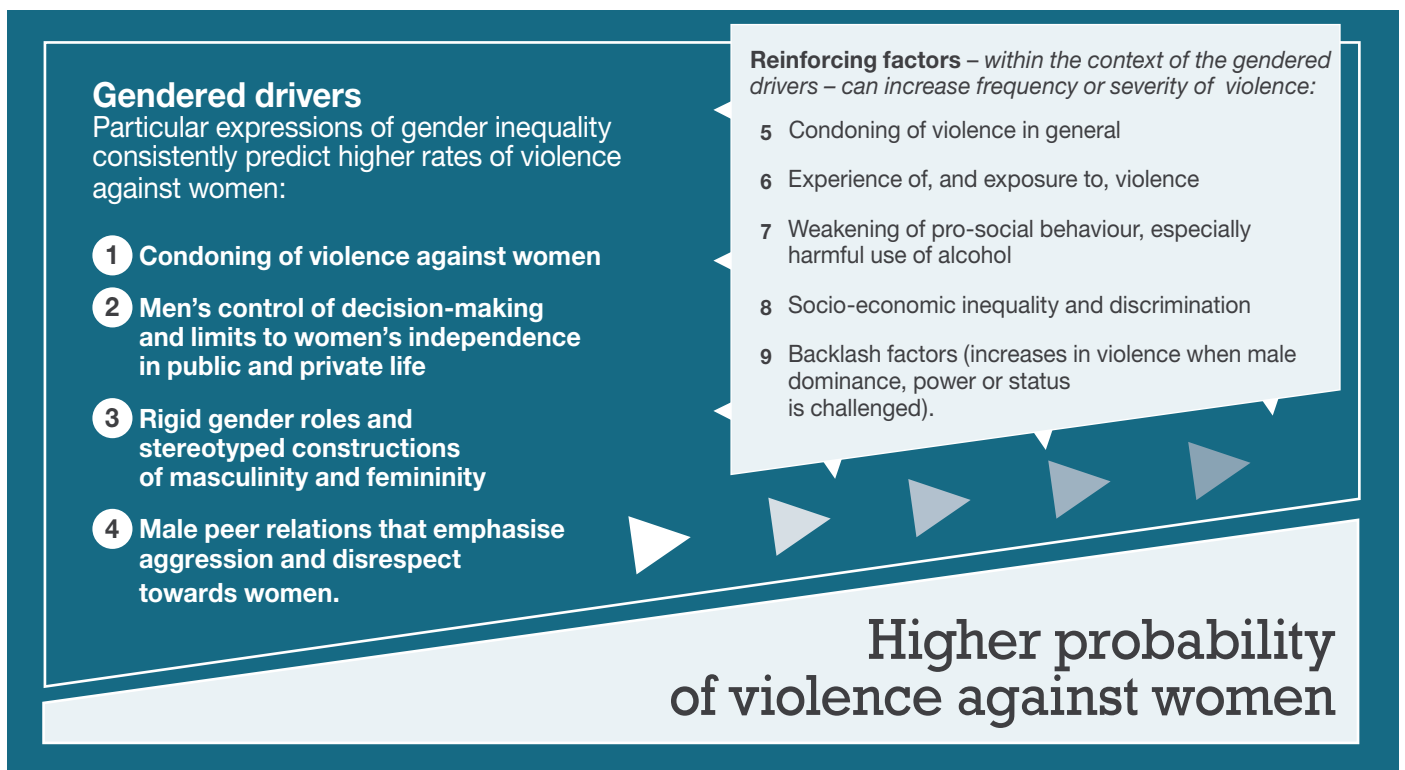 Gendered drivers
Particular expressions of gender inequality
consistently predict higher rates of violence
against women:
1 Condoning of violence against women
2 Men’s control of decision-making
and limits to women’s independence
in public and private life
3 Rigid gender roles and
stereotyped constructions
of masculinity and femininity
4 Male peer relations that emphasise
aggression and disrespect
towards women.
Reinforcing factors – within the context of the gendered
drivers – can increase frequency or severity of violence:
5 Condoning of violence in general
6 Experience of, and exposure to, violence
7 Weakening of pro-social behaviour, especially
harmful use of alcohol
8 Socio-economic inequality and discrimination
9 Backlash factors (increases in violence when male
dominance, power or status
is challenged).
Higher probability
of violence against women